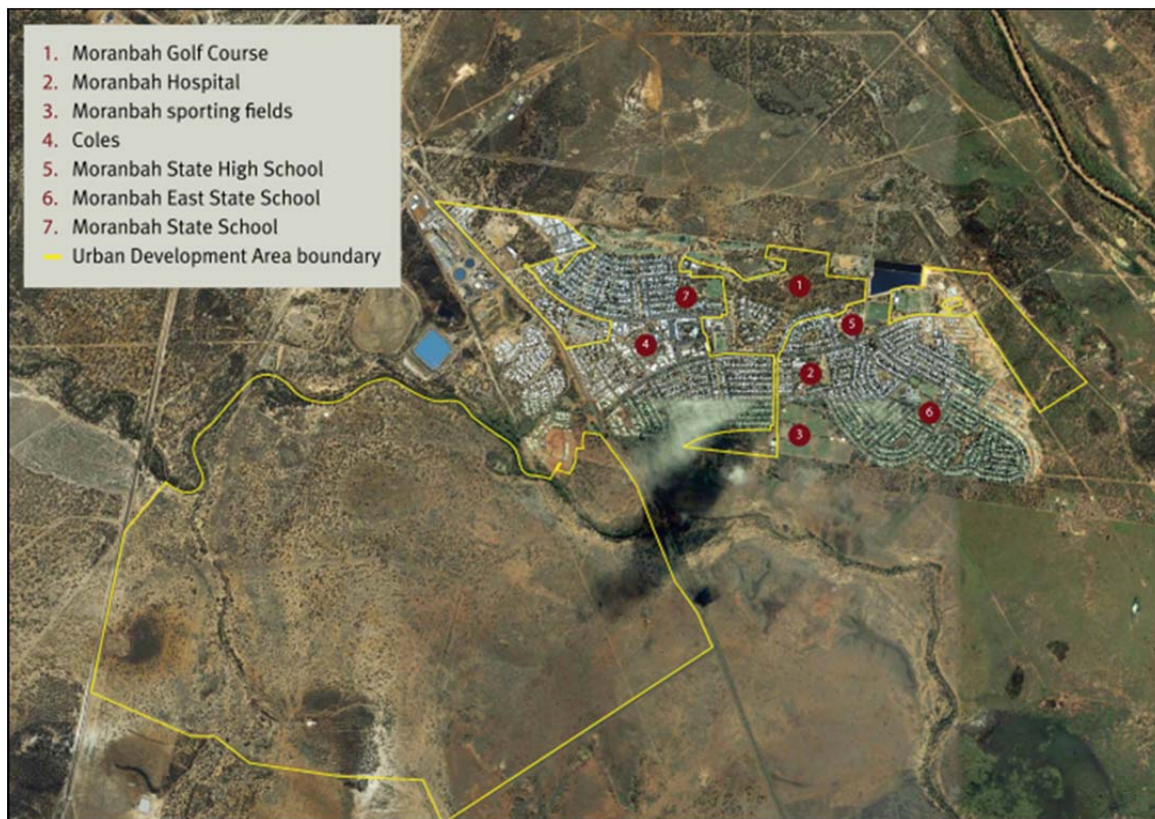 1. Moranbah Golf Course
2. Moranbah Hospital
3. Moranbah sporting fields
4. Coles
5. Moranbah State High School
6. Moranbah East State School
7. Moranbah State School
Urban Development Area boundary
1
7
5
4
2
6
3